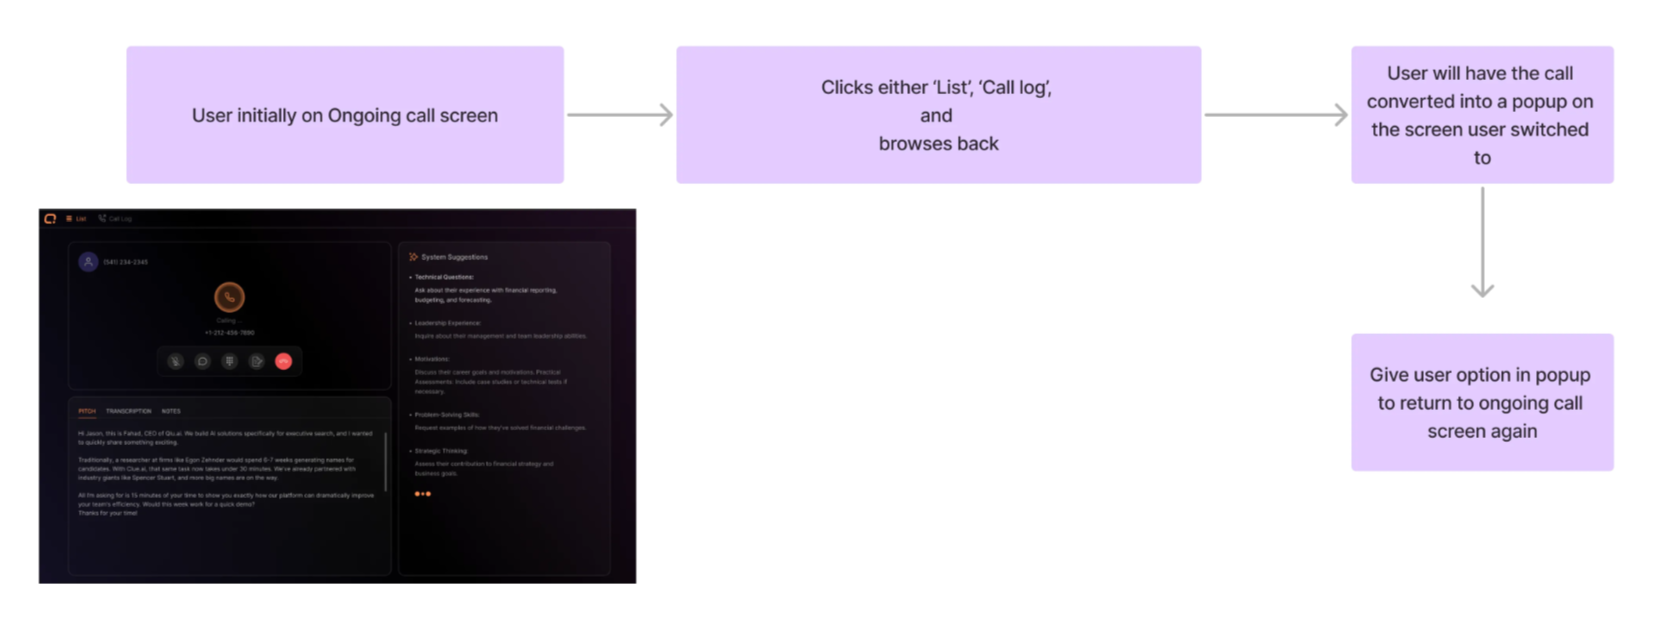 User initially on Ongoing call screen
Clicks either ‘List’, ‘Call log’,
and
browses back
User will have the call
converted into a popup on
the screen user switched
to
Give user option in popup
to return to ongoing call
screen again
List
Call Log
(541) 234-2345
Calling ...
+1-212-456-7890
PITCH TRANSCRIPTION NOTES
Hi Jason, this is Fahad, CEO of Qlu.ai. We build AI solutions specifically for executive search, and I wanted
to quickly share something exciting.
Traditionally, a researcher at firms like Egon Zehnder would spend 6-7 weeks generating names for
candidates. With Clue.ai, that same task now takes under 30 minutes. We've already partnered with
industry giants like Spencer Stuart, and more big names are on the way.
All I'm asking for is 15 minutes of your time to show you exactly how our platform can dramatically improve
your team's efficiency. Would this week work for a quick demo?
Thanks for your time!
System Suggestions
• Technical Questions:
Ask about their experience with financial reporting,
budgeting, and forecasting.
• Leadership Experience:
Inquire about their management and team leadership abilities.
• Motivations:
Discuss their career goals and motivations. Practical
Assessments: Include case studies or technical tests if
necessary.
• Problem-Solving Skills:
Request examples of how they've solved financial challenges.
• Strategic Thinking:
Assess their contribution to financial strategy and
business goals.